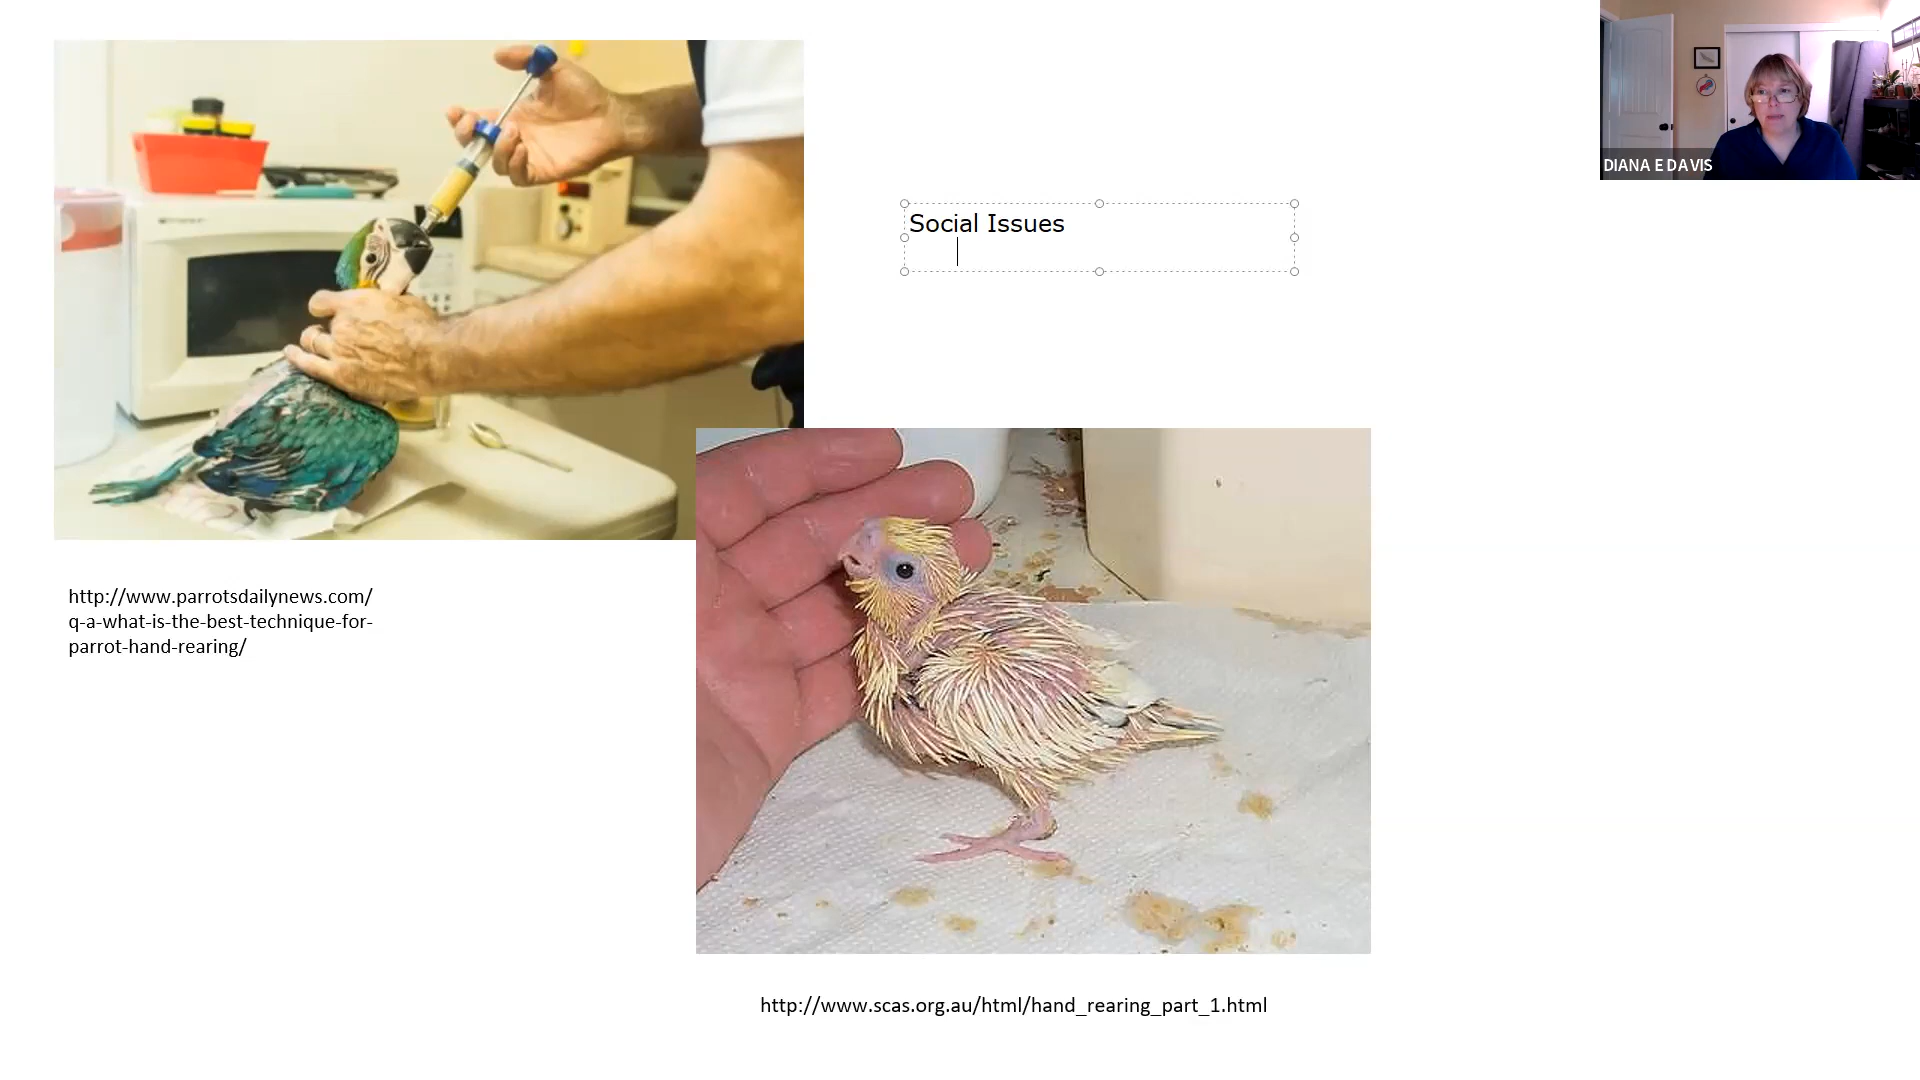 DIANA E DAVIS
Social Issues
http://www.parrotsdailynews.com/
q-a-what-is-the-best-technique-for-
parrot-hand-rearing/
http://www.scas.org.au/html/hand_rearing_part_1.html